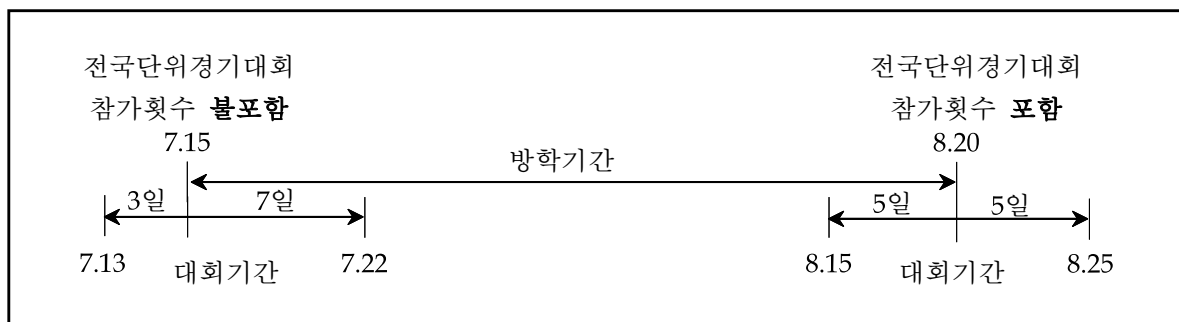 전국단위경기대회 전국단위경기대회
참가횟수 불포함 참가횟수 포함
7.15 8.20
방학기간
3일 7일 5일 5일
7.13 대회기간 7.22 8.15 대회기간 8.25